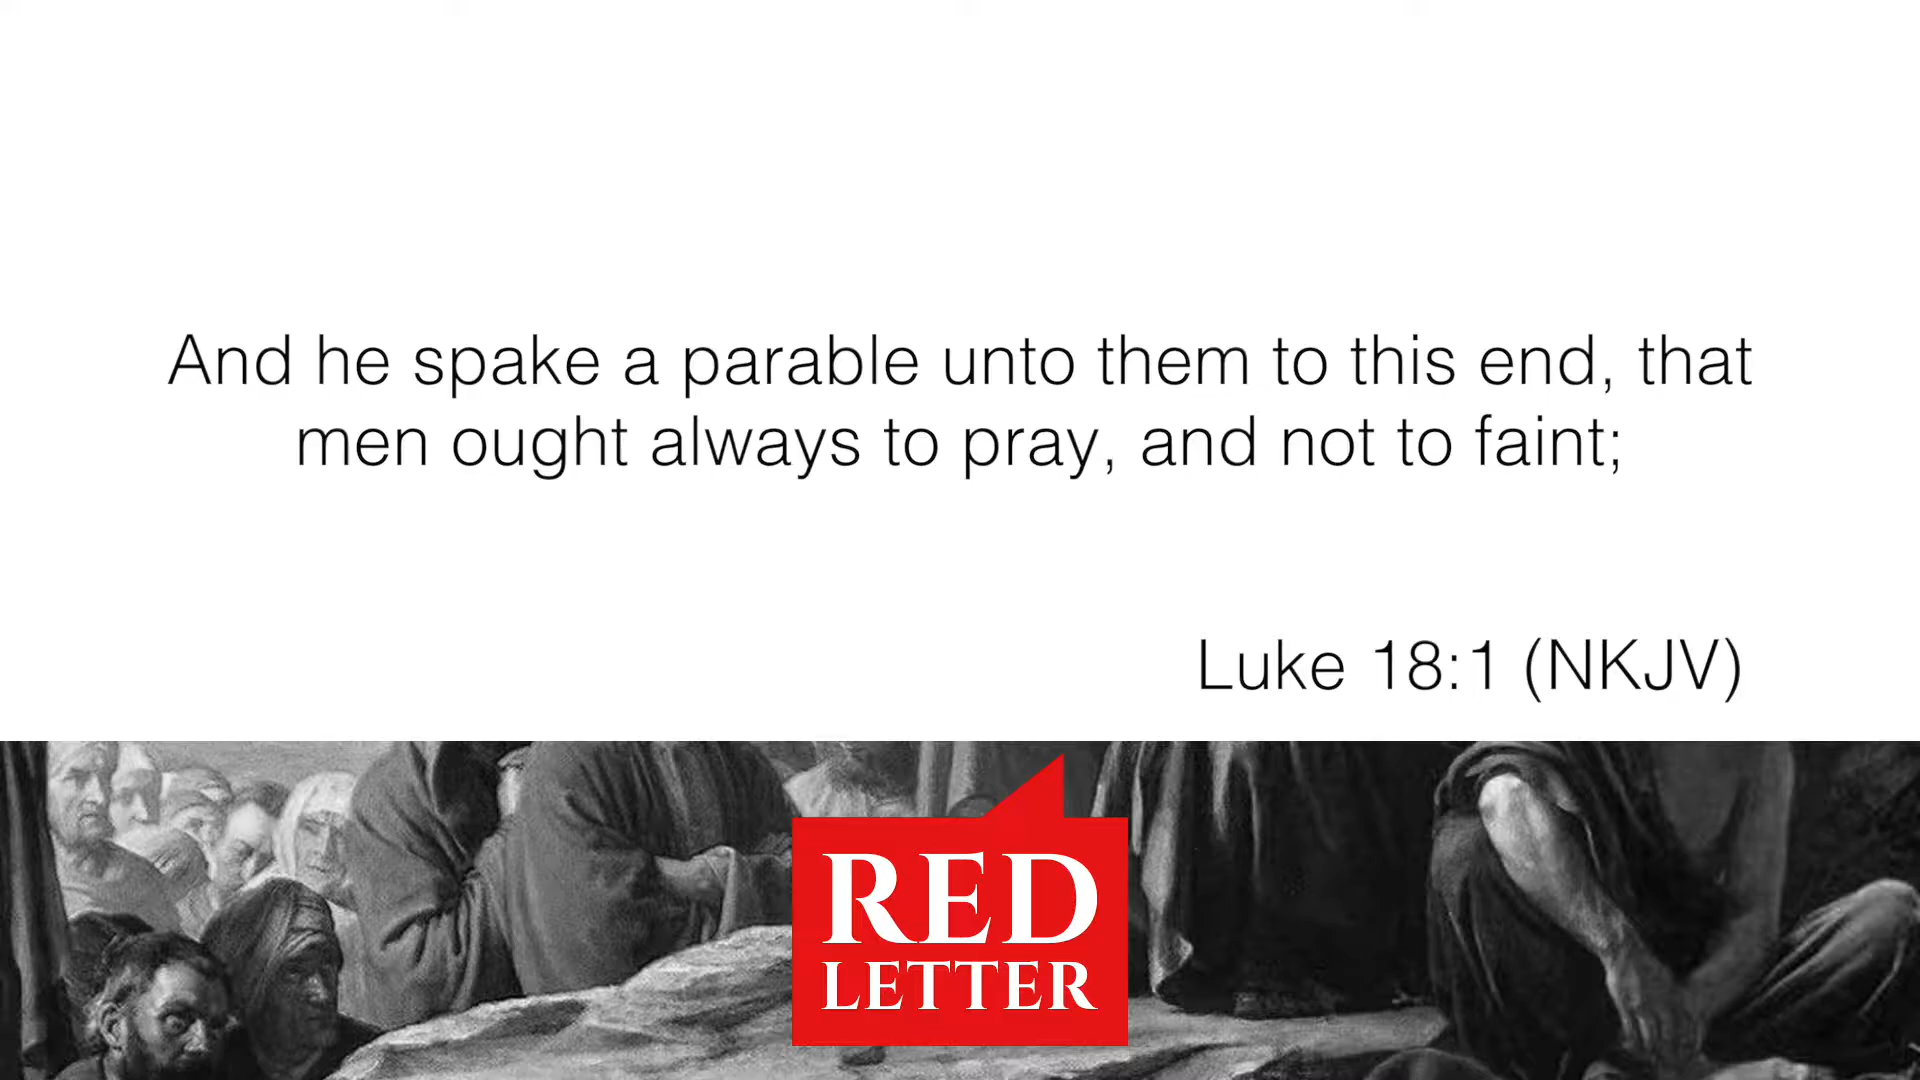 And he spake a parable unto them to this end, that
men ought always to pray, and not to faint;
Luke 18:1 (NKJV)
RED
LETTER